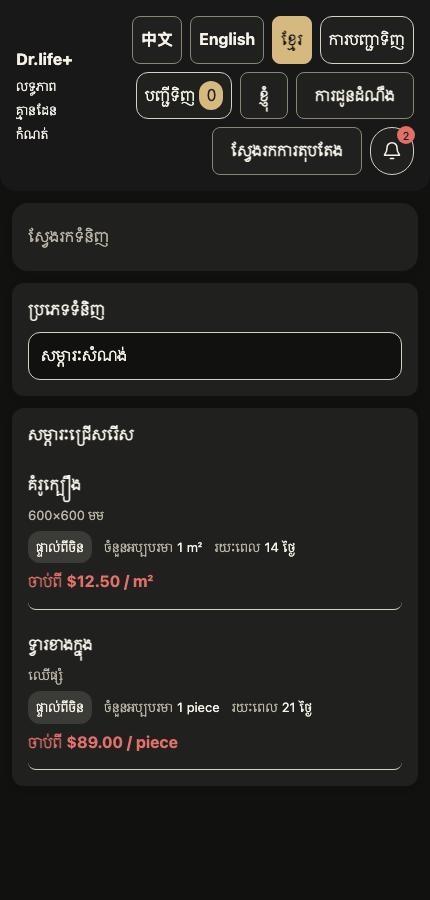 Dr.life+
លទ្ធភាព
គ្មានដែន
កំណត់
中文
English
ខ្មែរ
ការបញ្ជាទិញ
បញ្ជីទិញ 0
ខ្ញុំ
ការជូនដំណឹង
ស្វែងរកការតុបតែង
2
ស្វែងរកទំនិញ
ប្រភេទទំនិញ
សម្ភារៈសំណង់
សម្ភារៈជ្រើសរើស
គំរូក្បឿង
600×600 មម
ផ្ទាល់ពីចិន ចំនួនអប្បបរមា 1 m² រយៈពេល 14 ថ្ងៃ
ចាប់ពី $12.50 / m²
ទ្វារខាងក្នុង
ឈើផ្សំ
ផ្ទាល់ពីចិន ចំនួនអប្បបរមា 1 piece រយៈពេល 21 ថ្ងៃ
ចាប់ពី $89.00 / piece